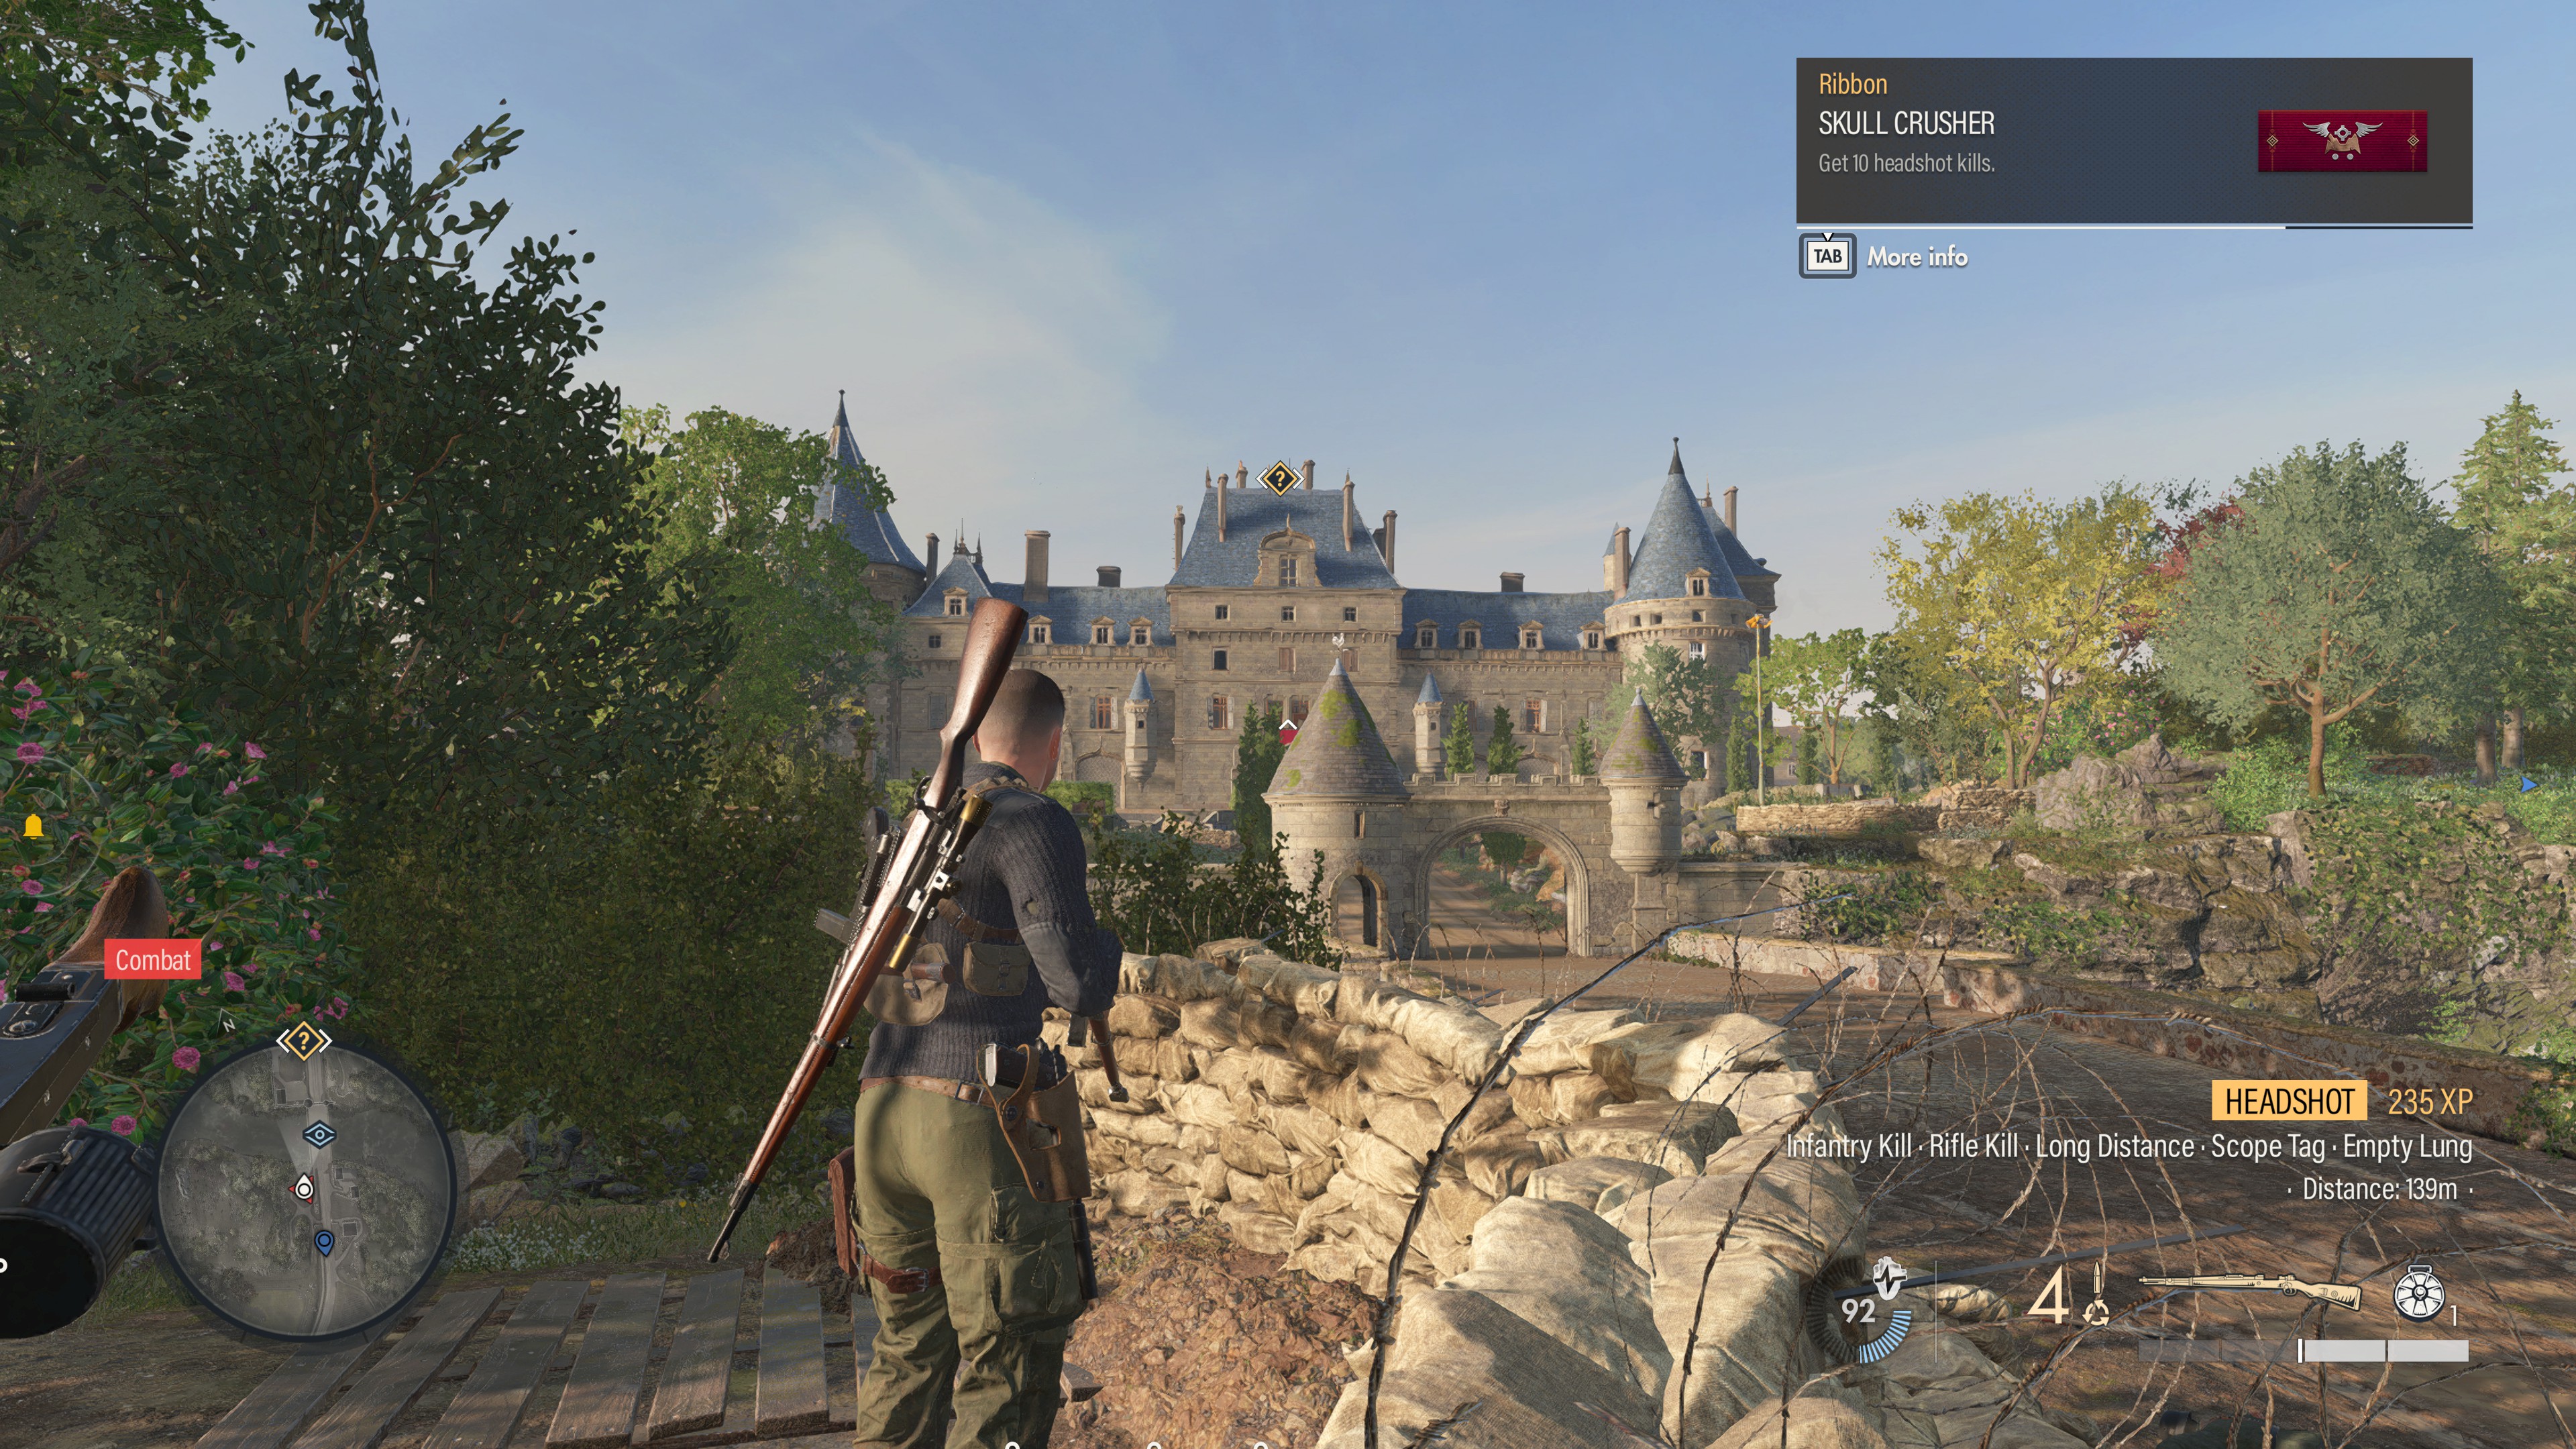 Ribbon
SKULL CRUSHER
Get 10 headshot kills.
TAB More info
?
Combat
N
?
HEADSHOT 235 XP
Infantry Kill · Rifle Kill · Long Distance · Scope Tag · Empty Lung
· Distance: 139m ·
92
4
1